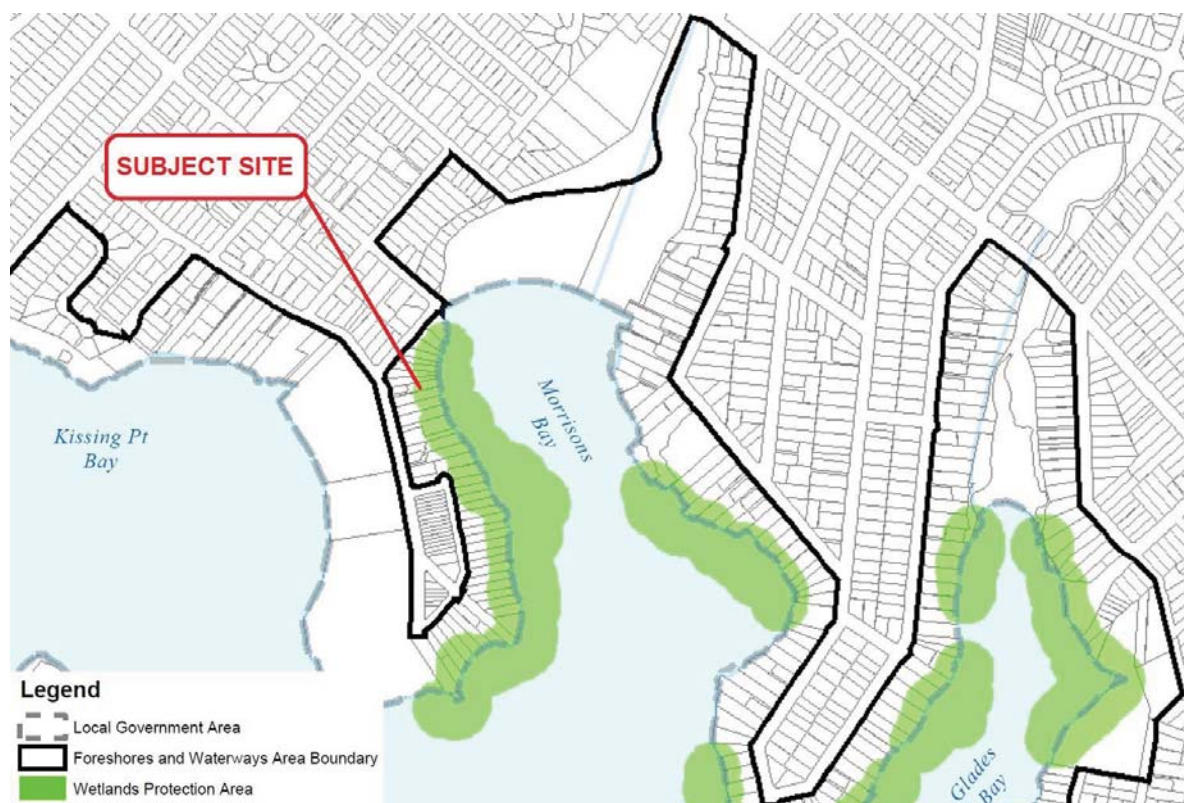 SUBJECT SITE
Kissing Pt
Bay
Morrisons
Bay
Glades
Bay
Legend
Local Government Area
Foreshores and Waterways Area Boundary
Wetlands Protection Area